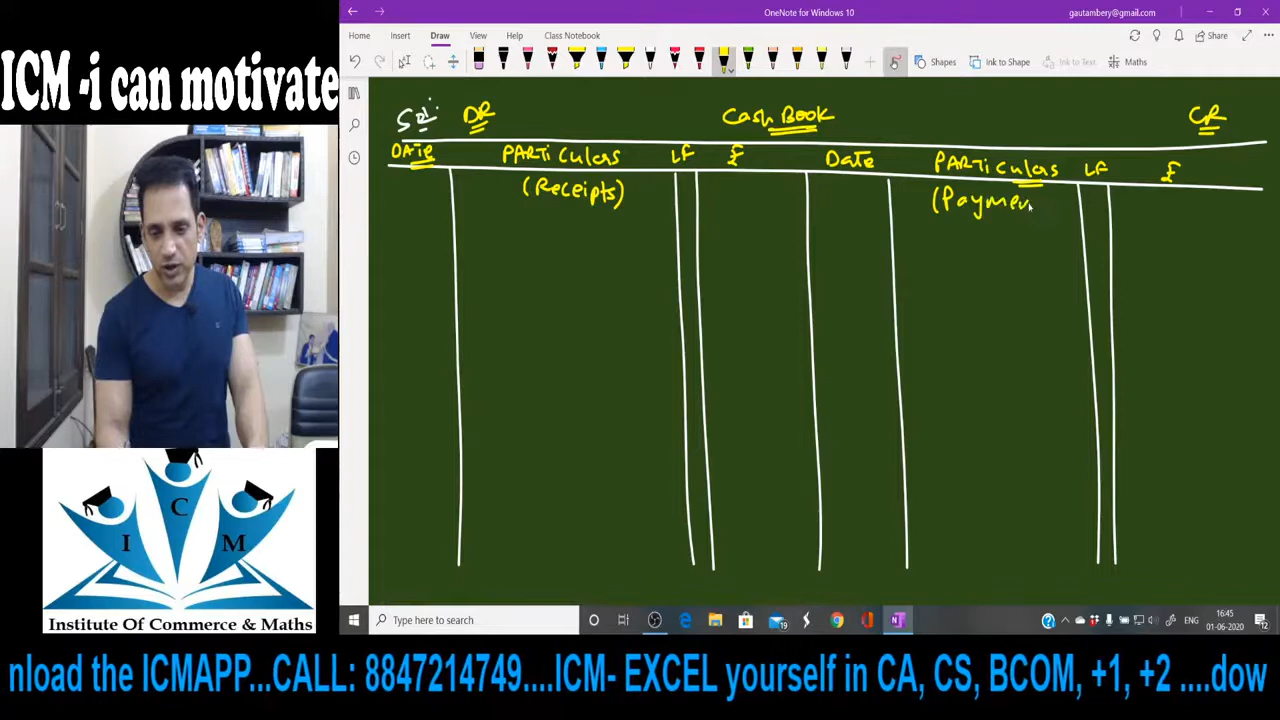 ICM -i can motivate
OneNote for Windows 10
gautambery@gmail.com
Home Insert Draw View Help Class Notebook
Share
Shapes Ink to Shape Ink to Text Maths
Sol:
DR Cash Book CR
DATE PARTiculars LF ₹ Date PARTiculars LF ₹
(Receipts) (Paymen
I C M
Institute Of Commerce & Maths
Type here to search
19
ENG
16:45
01-06-2020
12
nload the ICMAPP...CALL: 8847214749....ICM- EXCEL yourself in CA, CS, BCOM, +1, +2 ....dow